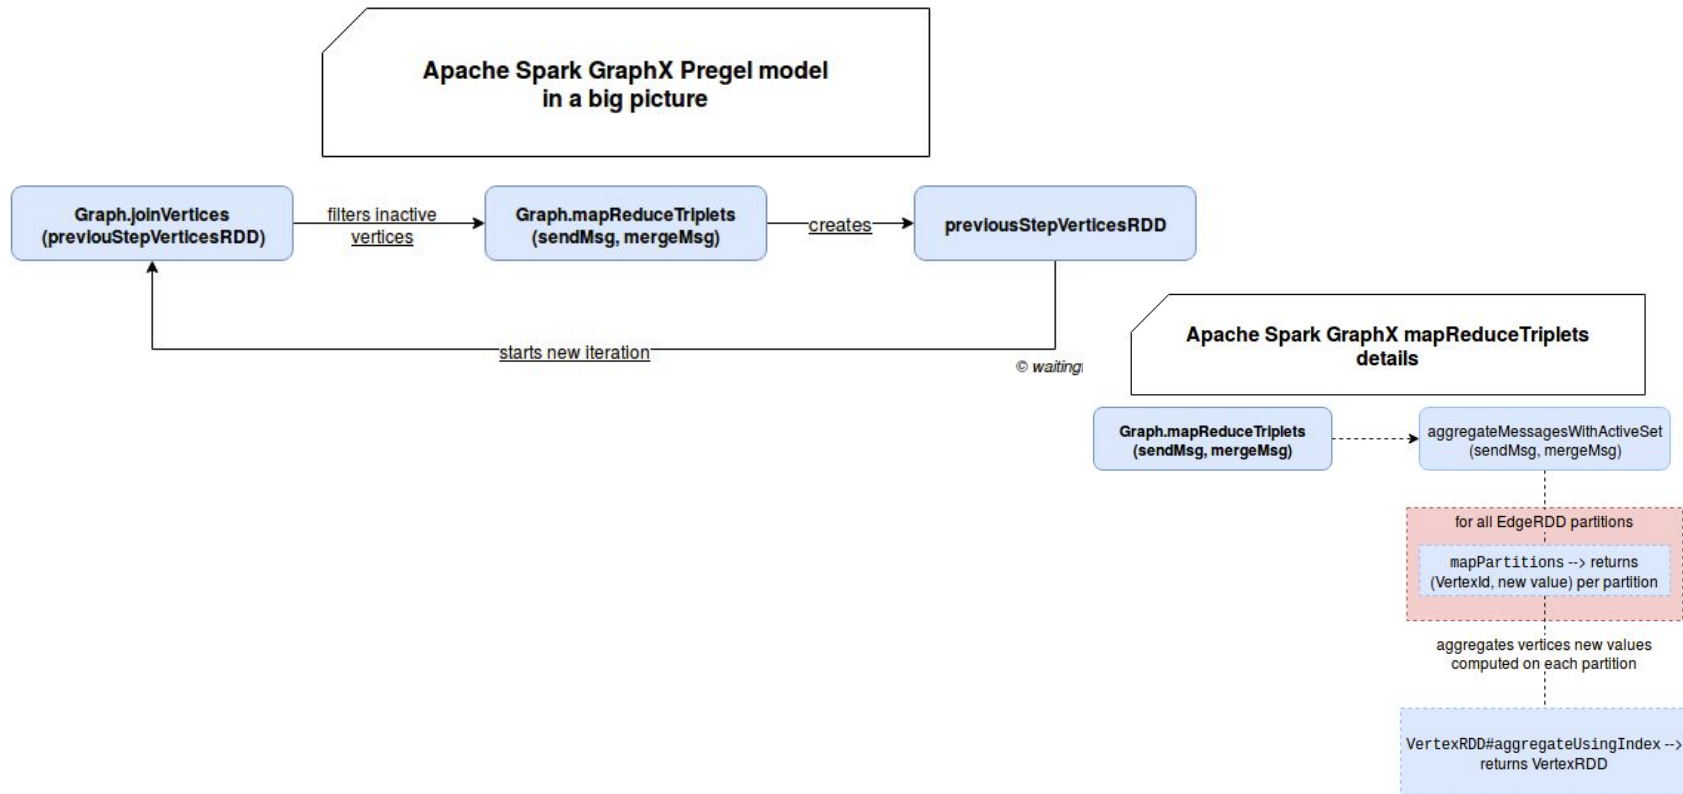 Apache Spark GraphX Pregel model
in a big picture
Graph.joinVertices
(previouStepVerticesRDD)
filters inactive
vertices
Graph.mapReduceTriplets
(sendMsg, mergeMsg)
creates
previousStepVerticesRDD
starts new iteration
© waiting
Apache Spark GraphX mapReduceTriplets
details
Graph.mapReduceTriplets
(sendMsg, mergeMsg)
aggregateMessagesWithActiveSet
(sendMsg, mergeMsg)
for all EdgeRDD partitions
mapPartitions --> returns
(VertexId, new value) per partition
aggregates vertices new values
computed on each partition
VertexRDD#aggregateUsingIndex -->
returns VertexRDD